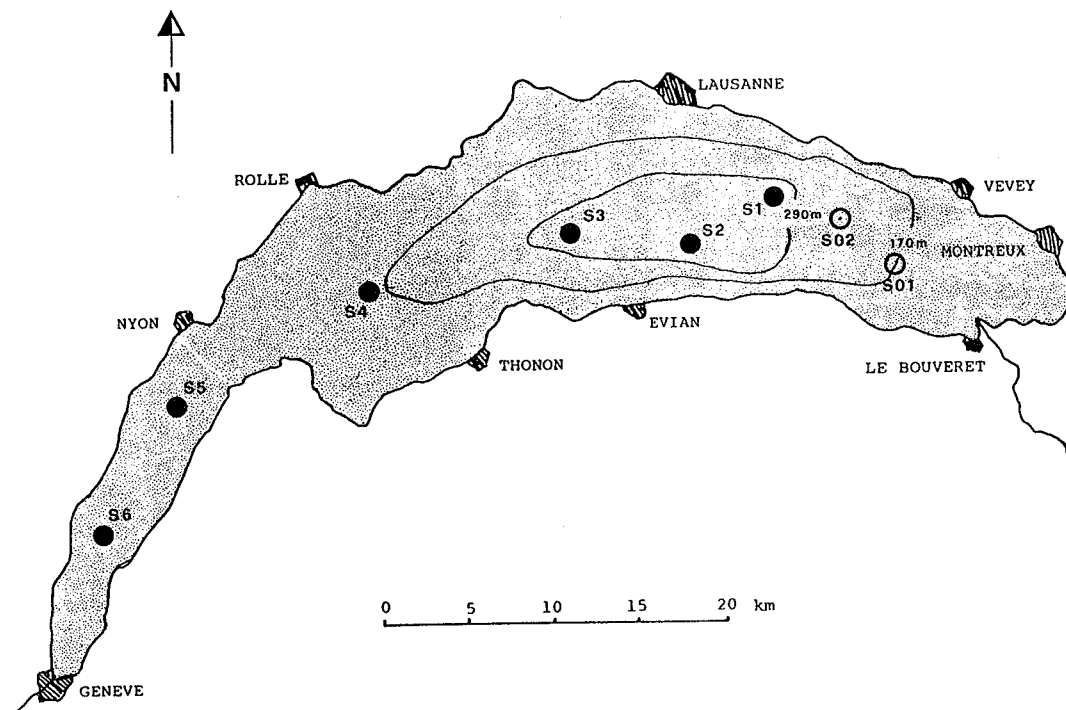 N
LAUSANNE
ROLLE
VEVEY
S1
290m
S3
S2
S02
170m
MONTREUX
S01
S4
NYON
EVIAN
THONON
LE BOUVERET
S5
S6
0 5 10 15 20 km
GENEVE